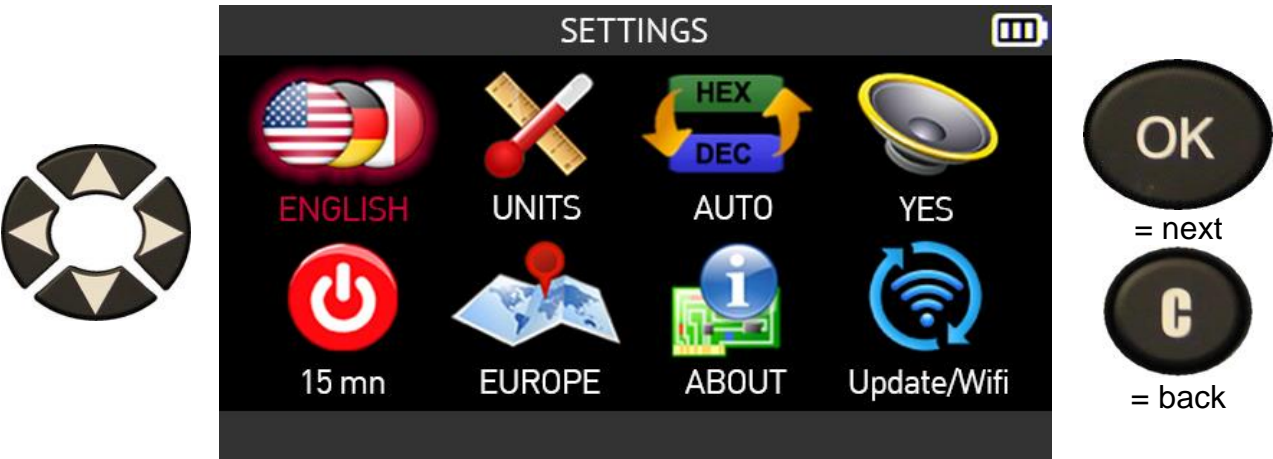 SETTINGS
HEX
DEC
ENGLISH UNITS AUTO YES
i
15 mn EUROPE ABOUT Update/Wifi
OK
= next
C
= back